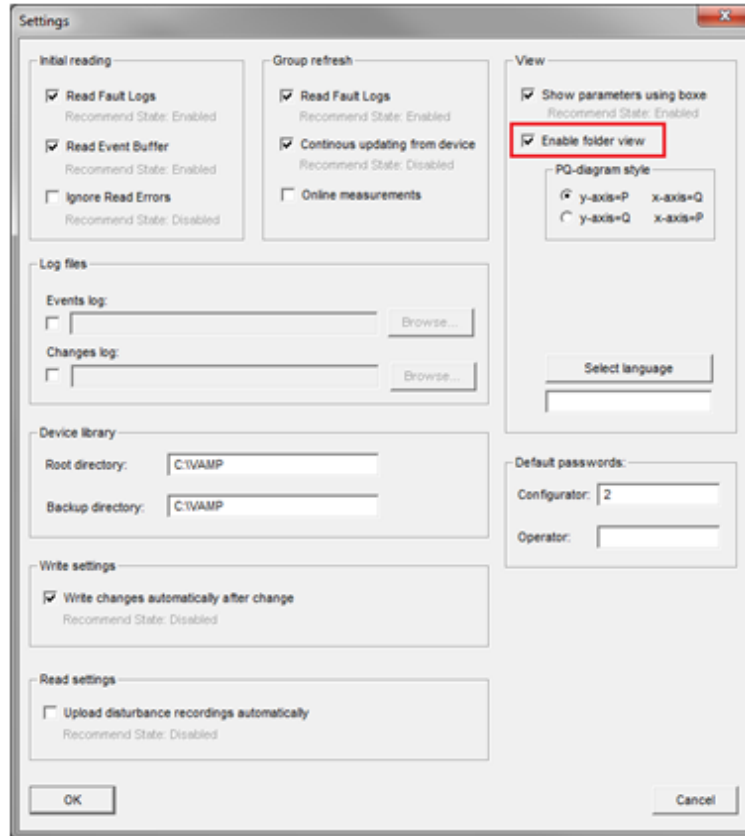 Settings
Initial reading
Read Fault Logs
Recommend State: Enabled
Read Event Buffer
Recommend State: Enabled
Ignore Read Errors
Recommend State: Disabled
Group refresh
Read Fault Logs
Recommend State: Enabled
Continous updating from device
Recommend State: Disabled
Online measurements
View
Show parameters using boxe
Recommend State: Enabled
Enable folder view
PQ-diagram style
y-axis=P x-axis=Q
y-axis=Q x-axis=P
Select language
Log files
Events log:
Browse...
Changes log:
Browse...
Device library
Root directory: C:\VAMP
Backup directory: C:\VAMP
Default passwords:
Configurator: 2
Operator:
Write settings
Write changes automatically after change
Recommend State: Disabled
Read settings
Upload disturbance recordings automatically
Recommend State: Disabled
OK
Cancel